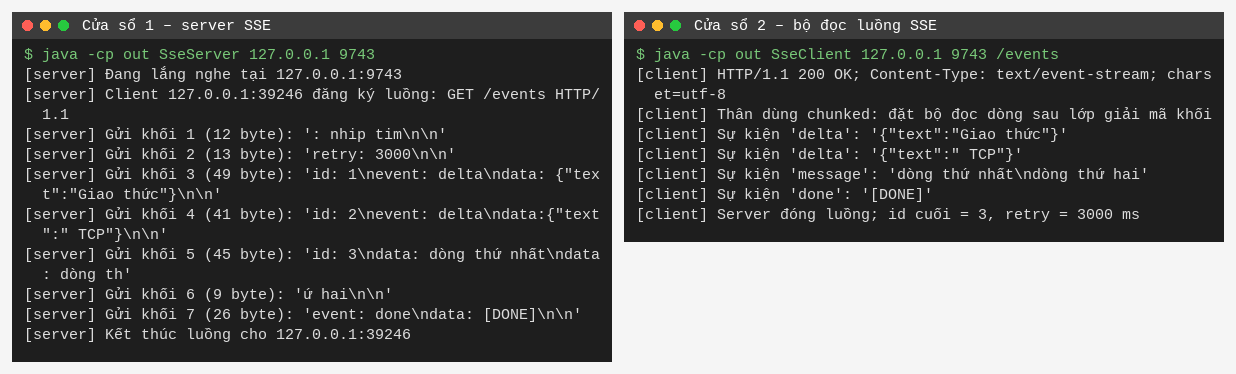 Cửa sổ 1 – server SSE
$ java -cp out SseServer 127.0.0.1 9743
[server] Đang lắng nghe tại 127.0.0.1:9743
[server] Client 127.0.0.1:39246 đăng ký luồng: GET /events HTTP/
1.1
[server] Gửi khối 1 (12 byte): ': nhip tim\n\n'
[server] Gửi khối 2 (13 byte): 'retry: 3000\n\n'
[server] Gửi khối 3 (49 byte): 'id: 1\nevent: delta\ndata: {"tex
t":"Giao thức"}\n\n'
[server] Gửi khối 4 (41 byte): 'id: 2\nevent: delta\ndata:{"text
":" TCP"}\n\n'
[server] Gửi khối 5 (45 byte): 'id: 3\ndata: dòng thứ nhất\ndata
: dòng th'
[server] Gửi khối 6 (9 byte): 'ứ hai\n\n'
[server] Gửi khối 7 (26 byte): 'event: done\ndata: [DONE]\n\n'
[server] Kết thúc luồng cho 127.0.0.1:39246
Cửa sổ 2 – bộ đọc luồng SSE
$ java -cp out SseClient 127.0.0.1 9743 /events
[client] HTTP/1.1 200 OK; Content-Type: text/event-stream; chars
et=utf-8
[client] Thân dùng chunked: đặt bộ đọc dòng sau lớp giải mã khối
[client] Sự kiện 'delta': '{"text":"Giao thức"}'
[client] Sự kiện 'delta': '{"text":" TCP"}'
[client] Sự kiện 'message': 'dòng thứ nhất\ndòng thứ hai'
[client] Sự kiện 'done': '[DONE]'
[client] Server đóng luồng; id cuối = 3, retry = 3000 ms